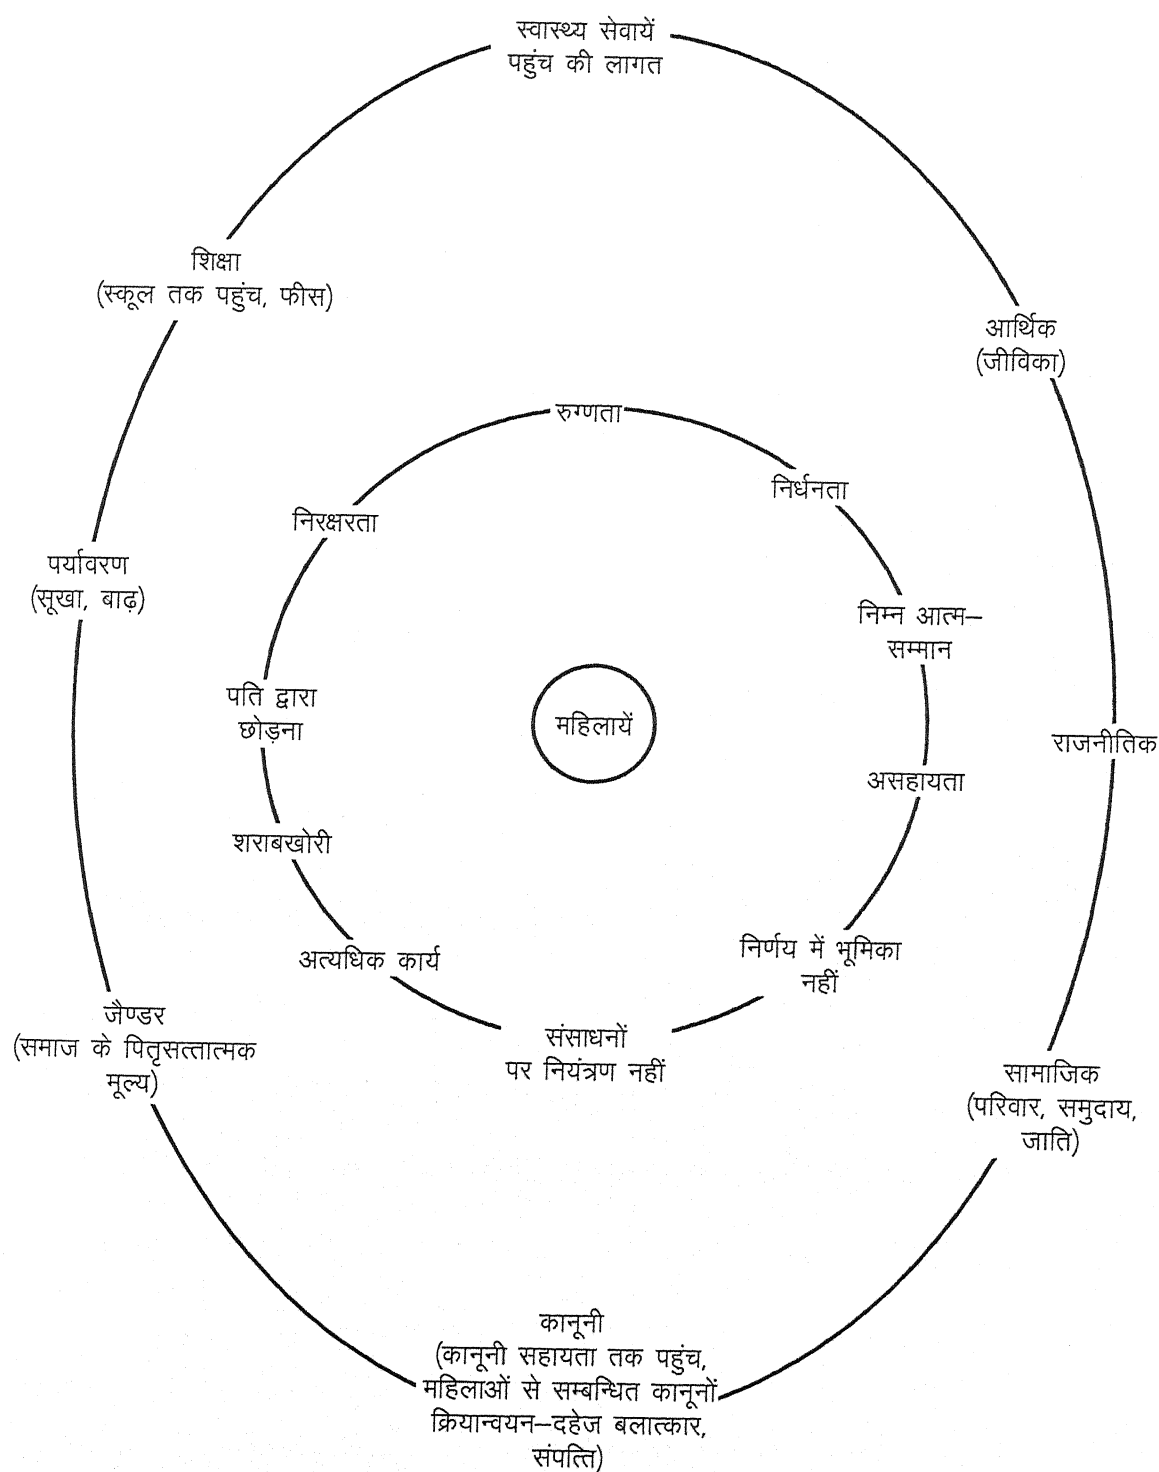 स्वास्थ्य सेवायें
पहुंच की लागत
शिक्षा
(स्कूल तक पहुंच, फीस)
आर्थिक
(जीविका)
रुग्णता
निर्धनता
निरक्षरता
पर्यावरण
(सूखा, बाढ़)
निम्न आत्म–
सम्मान
पति द्वारा
छोड़ना
महिलायें
राजनीतिक
असहायता
शराबखोरी
अत्यधिक कार्य
निर्णय में भूमिका
नहीं
जैण्डर
(समाज के पितृसत्तात्मक
मूल्य)
संसाधनों
पर नियंत्रण नहीं
सामाजिक
(परिवार, समुदाय,
जाति)
कानूनी
(कानूनी सहायता तक पहुंच,
महिलाओं से सम्बन्धित कानूनों
क्रियान्वयन–दहेज बलात्कार,
संपत्ति)